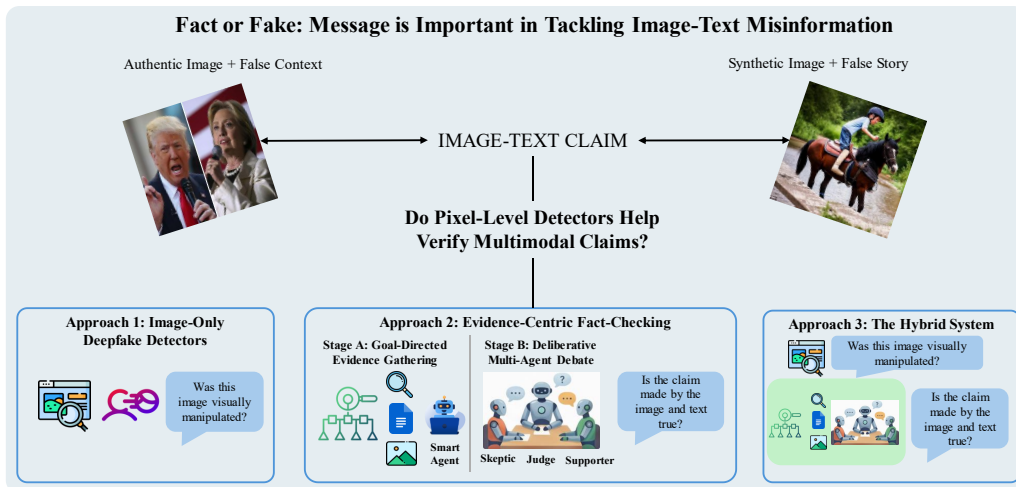 Fact or Fake: Message is Important in Tackling Image-Text Misinformation
Authentic Image + False Context
Synthetic Image + False Story
IMAGE-TEXT CLAIM
Do Pixel-Level Detectors Help
Verify Multimodal Claims?
Approach 1: Image-Only
Deepfake Detectors
Was this
image visually
manipulated?
Approach 2: Evidence-Centric Fact-Checking
Stage A: Goal-Directed
Evidence Gathering
Smart
Agent
Stage B: Deliberative
Multi-Agent Debate
?
Skeptic
Judge
Supporter
Is the claim
made by the
image and text
true?
Approach 3: The Hybrid System
Was this image visually
manipulated?
Is the claim
made by the
image and text
true?